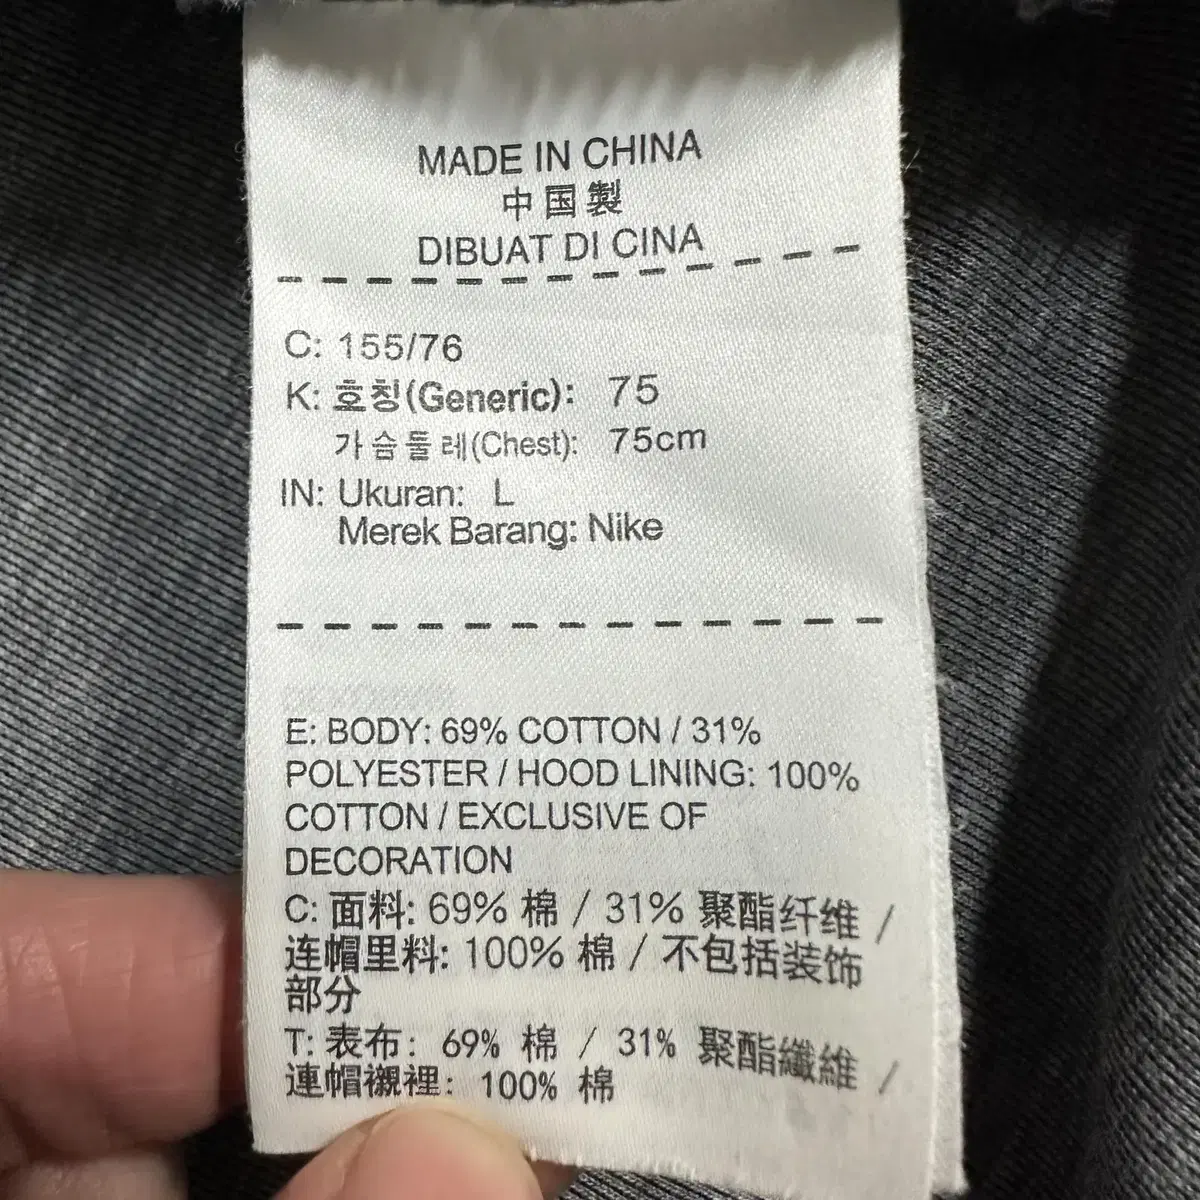 MADE IN CHINA
中国製
DIBUAT DI CINA
C: 155/76
K: 호칭(Generic): 75
가슴둘레(Chest): 75cm
IN: Ukuran: L
Merek Barang: Nike
E: BODY: 69% COTTON / 31%
POLYESTER / HOOD LINING: 100%
COTTON / EXCLUSIVE OF
DECORATION
C: 面料: 69% 棉 / 31% 聚酯纤维 /
连帽里料: 100% 棉 / 不包括装饰
部分
T: 表布: 69% 棉 / 31% 聚酯纖維 /
連帽襯裡: 100% 棉